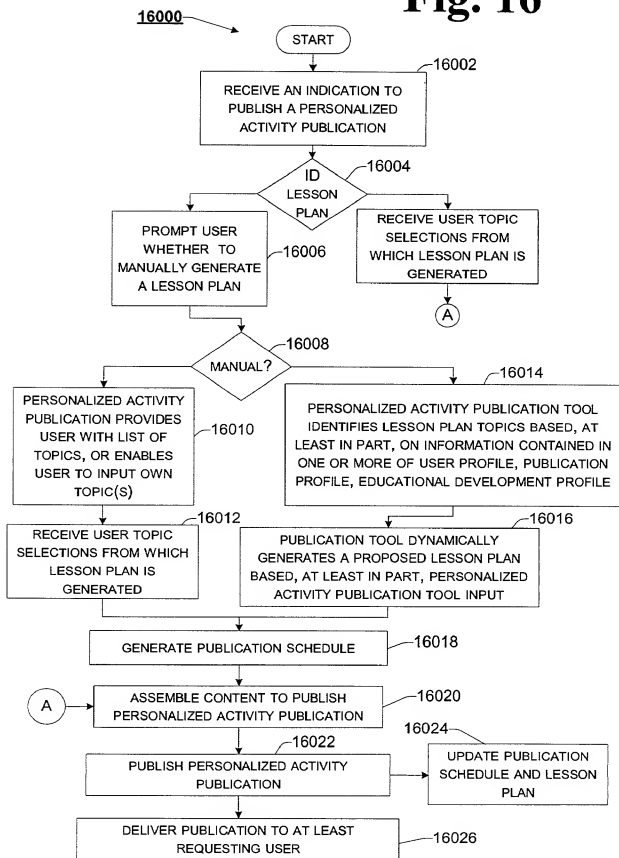 Fig. 16
16000
START
16002
RECEIVE AN INDICATION TO
PUBLISH A PERSONALIZED
ACTIVITY PUBLICATION
16004
ID
LESSON
PLAN
PROMPT USER
WHETHER TO
MANUALLY GENERATE
A LESSON PLAN
16006
RECEIVE USER TOPIC
SELECTIONS FROM
WHICH LESSON PLAN IS
GENERATED
A
16008
MANUAL?
PERSONALIZED ACTIVITY
PUBLICATION PROVIDES
USER WITH LIST OF
TOPICS, OR ENABLES
USER TO INPUT OWN
TOPIC(S)
16010
16014
PERSONALIZED ACTIVITY PUBLICATION TOOL
IDENTIFIES LESSON PLAN TOPICS BASED, AT
LEAST IN PART, ON INFORMATION CONTAINED IN
ONE OR MORE OF USER PROFILE, PUBLICATION
PROFILE, EDUCATIONAL DEVELOPMENT PROFILE
16012
RECEIVE USER TOPIC
SELECTIONS FROM WHICH
LESSON PLAN IS
GENERATED
16016
PUBLICATION TOOL DYNAMICALLY
GENERATES A PROPOSED LESSON PLAN
BASED, AT LEAST IN PART, PERSONALIZED
ACTIVITY PUBLICATION TOOL INPUT
GENERATE PUBLICATION SCHEDULE
16018
A
ASSEMBLE CONTENT TO PUBLISH
PERSONALIZED ACTIVITY PUBLICATION
16020
16022
PUBLISH PERSONALIZED ACTIVITY
PUBLICATION
16024
UPDATE PUBLICATION
SCHEDULE AND LESSON
PLAN
DELIVER PUBLICATION TO AT LEAST
REQUESTING USER
16026